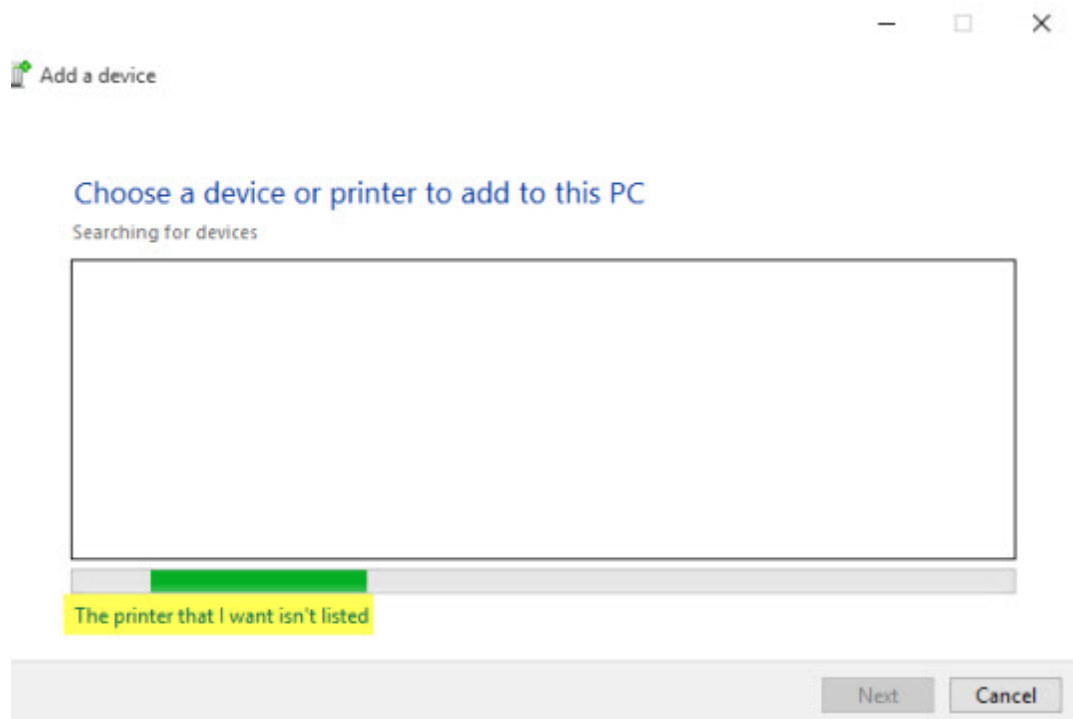 Add a device
Choose a device or printer to add to this PC
Searching for devices
The printer that I want isn't listed
Next Cancel